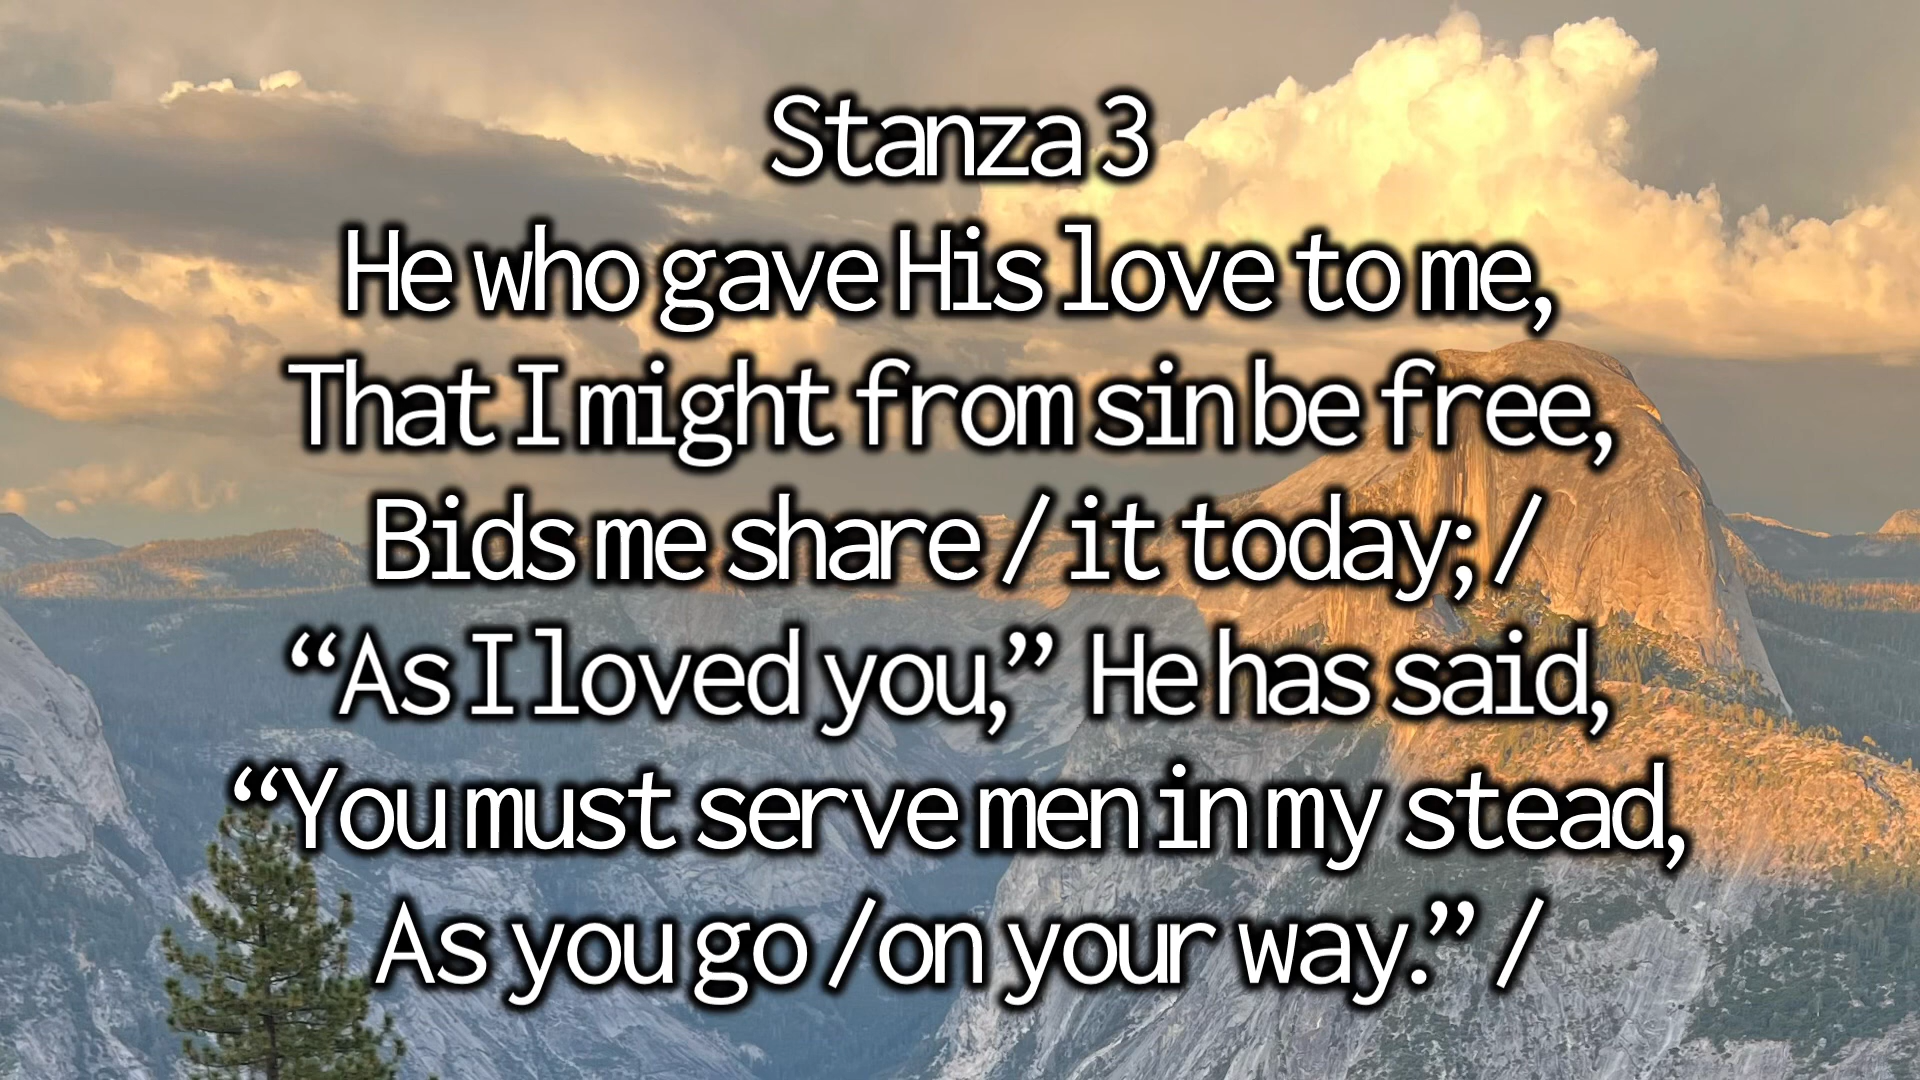 Stanza 3
He who gave His love to me,
That I might from sin be free,
Bids me share / it today; /
“As I loved you,” He has said,
“You must serve men in my stead,
As you go /on your way.” /